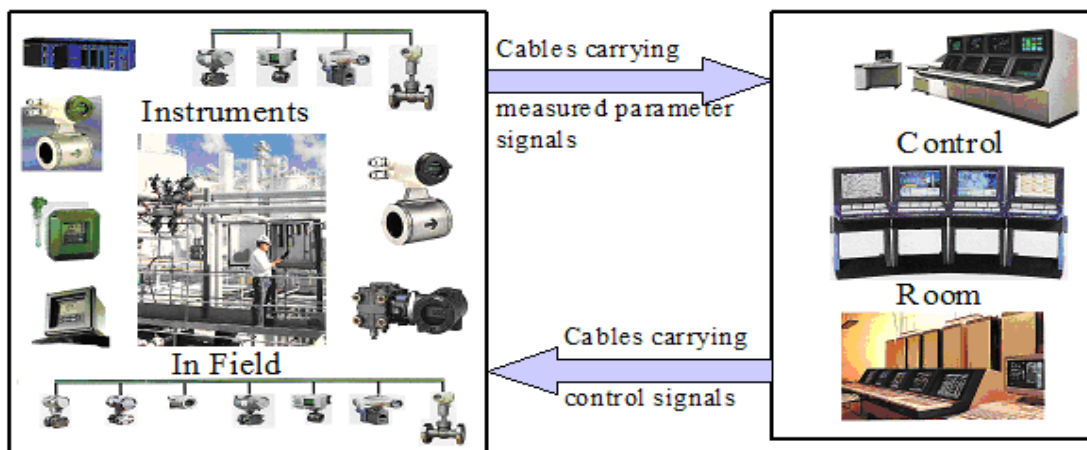 Instruments
In Field
Cables carrying
measured parameter
signals
Cables carrying
control signals
Control
Room